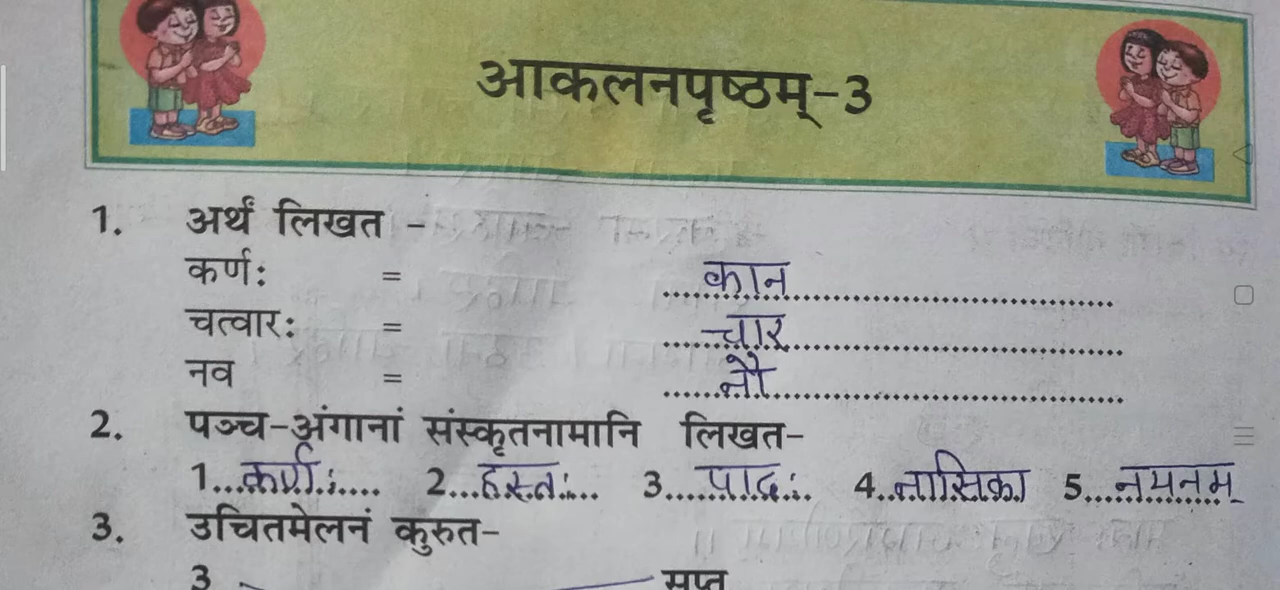 आकलनपृष्ठम्-3
1. अर्थं लिखत -
कर्ण: = कान
चत्वार: = चार
नव = नौ
2. पञ्च-अंगानां संस्कृतनामानि लिखत-
1...कर्ण:..... 2...हस्त:... 3.....पाद:.. 4..नासिका 5....नमनम्
3. उचितमेलनं कुरुत-
3 सप्त